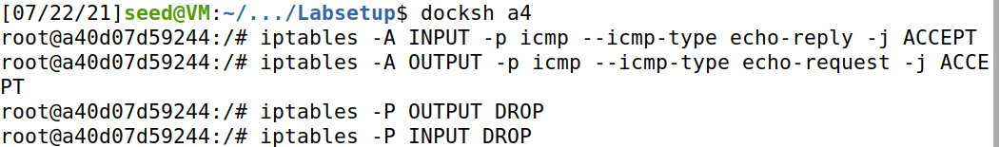 [07/22/21]seed@VM:~/.../Labsetup$ docksh a4
root@a40d07d59244:/# iptables -A INPUT -p icmp --icmp-type echo-reply -j ACCEPT
root@a40d07d59244:/# iptables -A OUTPUT -p icmp --icmp-type echo-request -j ACCE
PT
root@a40d07d59244:/# iptables -P OUTPUT DROP
root@a40d07d59244:/# iptables -P INPUT DROP